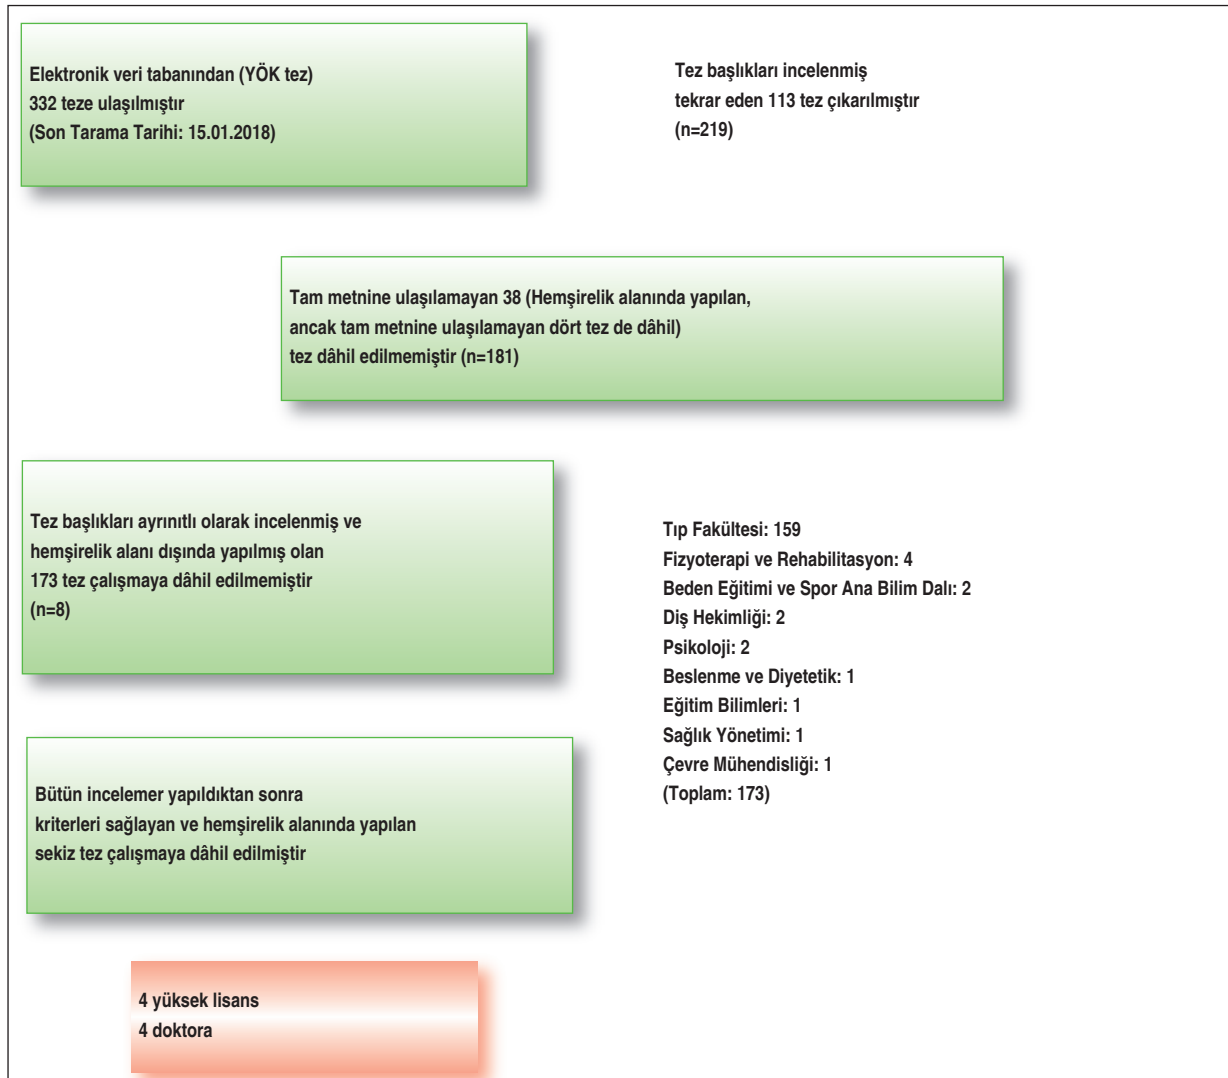 Elektronik veri tabanından (YÖK tez)
332 teze ulaşılmıştır
(Son Tarama Tarihi: 15.01.2018)
Tez başlıkları incelenmiş
tekrar eden 113 tez çıkarılmıştır
(n=219)
Tam metnine ulaşılamayan 38 (Hemşirelik alanında yapılan,
ancak tam metnine ulaşılamayan dört tez de dâhil)
tez dâhil edilmemiştir (n=181)
Tez başlıkları ayrınıtlı olarak incelenmiş ve
hemşirelik alanı dışında yapılmış olan
173 tez çalışmaya dâhil edilmemiştir
(n=8)
Tıp Fakültesi: 159
Fizyoterapi ve Rehabilitasyon: 4
Beden Eğitimi ve Spor Ana Bilim Dalı: 2
Diş Hekimliği: 2
Psikoloji: 2
Beslenme ve Diyetetik: 1
Eğitim Bilimleri: 1
Sağlık Yönetimi: 1
Çevre Mühendisliği: 1
(Toplam: 173)
Bütün incelemer yapıldıktan sonra
kriterleri sağlayan ve hemşirelik alanında yapılan
sekiz tez çalışmaya dâhil edilmiştir
4 yüksek lisans
4 doktora